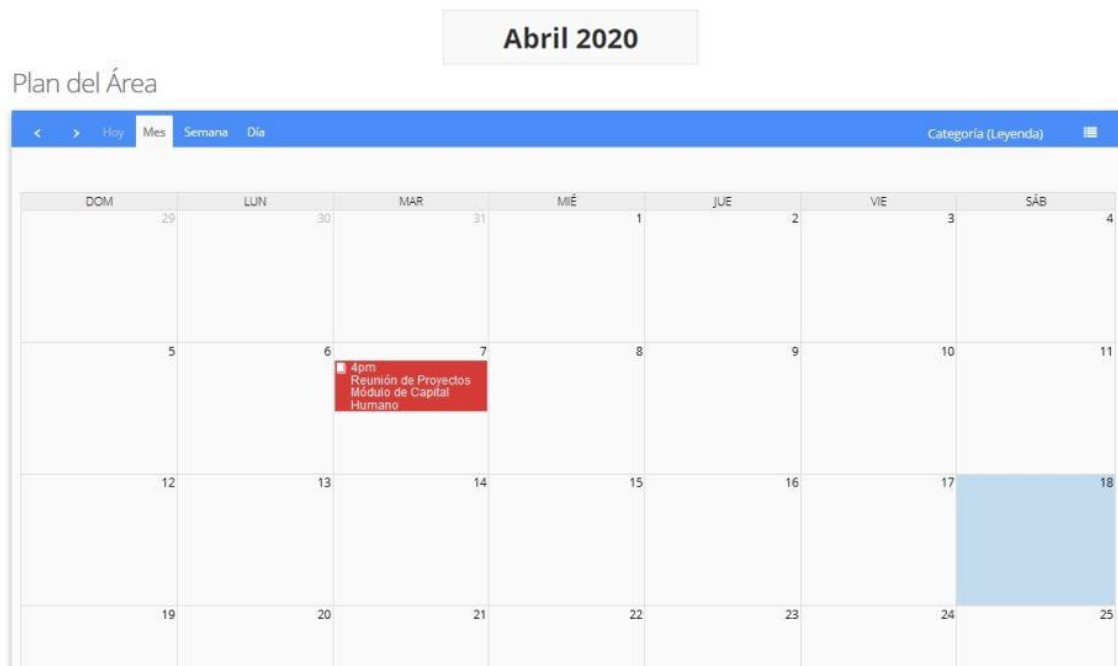 Abril 2020
Plan del Área
< > Hoy Mes Semana Día Categoría (Leyenda)
DOM LUN MAR MIÉ JUE VIE SÁB
29 30 31 1 2 3 4
5 6 7 8 9 10 11
4pm
Reunión de Proyectos
Módulo de Capital
Humano
12 13 14 15 16 17 18
19 20 21 22 23 24 25